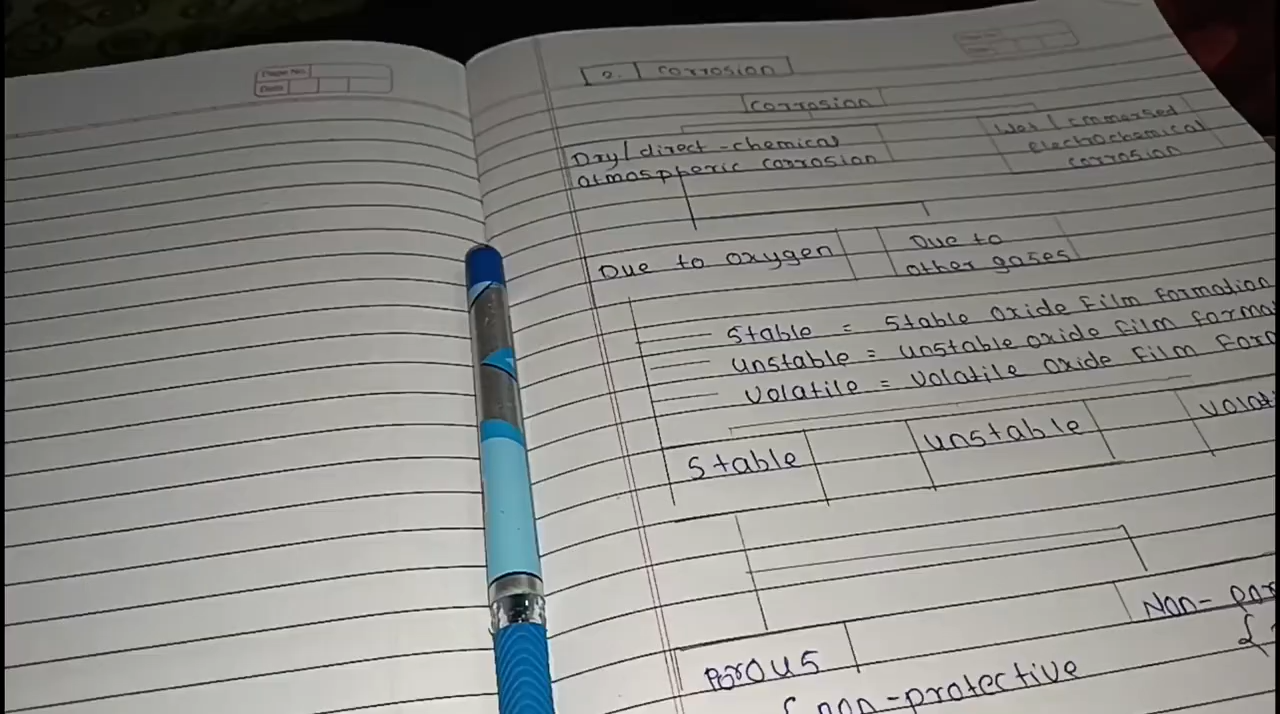 Page No.
Date
2. Corrosion
Corrosion
Dry/direct-chemical
atmospheric corrosion
Wet/immersed
electrochemical
corrosion
Due to oxygen
Due to
other gases
Stable = Stable Oxide Film Formation
Unstable = Unstable oxide film forma
Volatile = Volatile Oxide Film For
Stable
Unstable
Volat
Porous
Non-por
{ non-protective
{